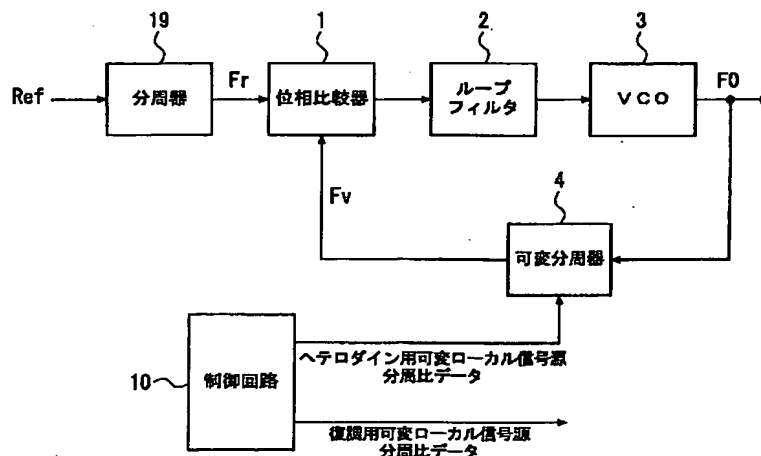 19
1
2
3
Ref
分周器
Fr
位相比較器
ループ
フィルタ
VCO
F0
Fv
4
可変分周器
10
制御回路
ヘテロダイン用可変ローカル信号源
分周比データ
復調用可変ローカル信号源
分周比データ